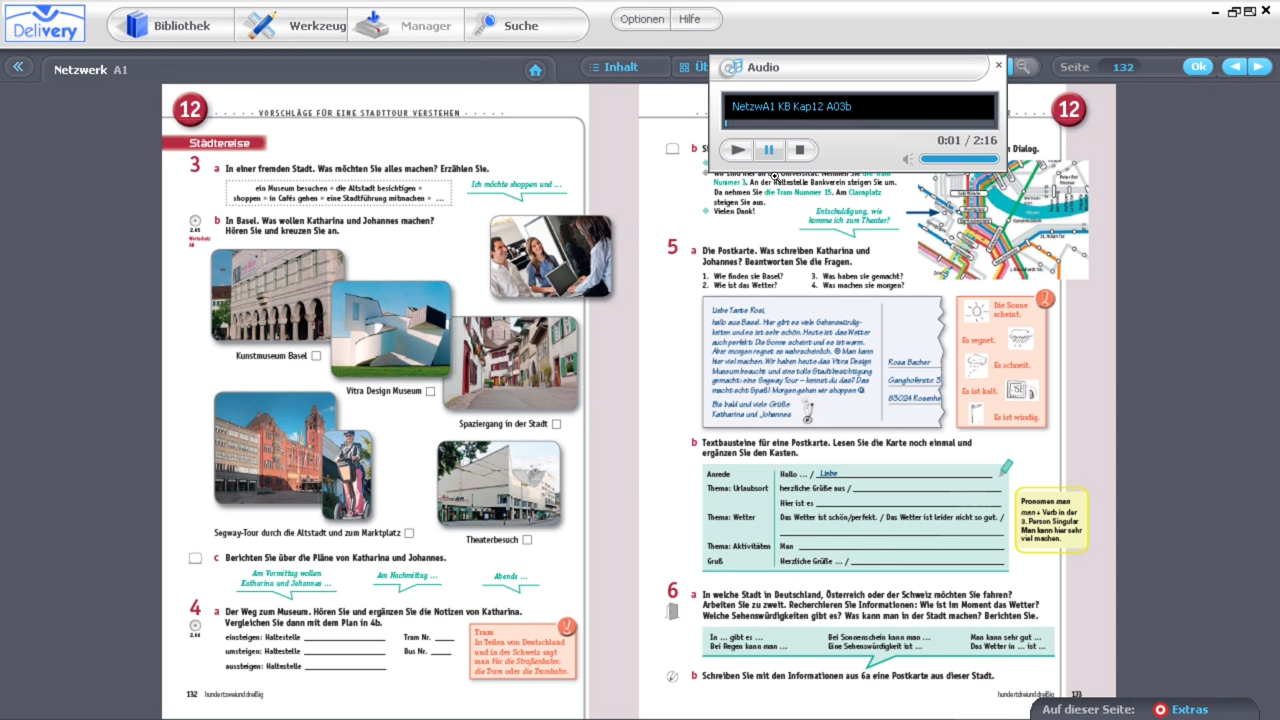 Delivery
Bibliothek
Werkzeug
Manager
Suche
Optionen
Hilfe
Netzwerk A1
Inhalt
Üb
Seite 132
Ok
Audio
NetzwA1 KB Kap12 A03b
0:01 / 2:16
12
VORSCHLÄGE FÜR EINE STADTTOUR VERSTEHEN
Städtereise
3 a In einer fremden Stadt. Was möchten Sie alles machen? Erzählen Sie.
ein Museum besuchen • die Altstadt besichtigen •
shoppen • in Cafés gehen • eine Stadtführung mitmachen • ...
Ich möchte shoppen und ...
b In Basel. Was wollen Katharina und Johannes machen?
Hören Sie und kreuzen Sie an.
Kunstmuseum Basel
Vitra Design Museum
Spaziergang in der Stadt
Segway-Tour durch die Altstadt und zum Marktplatz
Theaterbesuch
c Berichten Sie über die Pläne von Katharina und Johannes.
Am Vormittag wollen
Katharina und Johannes ...
Am Nachmittag ...
Abends ...
4 a Der Weg zum Museum. Hören Sie und ergänzen Sie die Notizen von Katharina.
Vergleichen Sie dann mit dem Plan in 4b.
einsteigen: Haltestelle
Tram Nr.
umsteigen: Haltestelle
Bus Nr.
aussteigen: Haltestelle
Tram
In Teilen von Deutschland
und in der Schweiz sagt
man für die Straßenbahn:
die Tram oder die Trambahn.
132 hundertzweiunddreißig
12
b
n Dialog.
Nummer 3. An der Haltestelle Bankverein steigen Sie um.
Da nehmen Sie die Tram Nummer 15. Am Claraplatz
steigen Sie aus.
Vielen Dank!
Entschuldigung, wie
komme ich zum Theater?
5 a Die Postkarte. Was schreiben Katharina und
Johannes? Beantworten Sie die Fragen.
1. Wie finden sie Basel?
3. Was haben sie gemacht?
2. Wie ist das Wetter?
4. Was machen sie morgen?
Liebe Tante Rosi,
hallo aus Basel. Hier gibt es viele Sehenswürdig-
keiten und es ist sehr schön. Heute ist das Wetter
auch perfekt: Die Sonne scheint und es ist warm.
Aber morgen regnet es wahrscheinlich. ☹ Man kann
hier viel machen. Wir haben heute das Vitra Design
Museum besucht und eine tolle Stadtbesichtigung
gemacht: eine Segway Tour – kennst du das? Das
macht echt Spaß! Morgen gehen wir shoppen ☺.
Bis bald und viele Grüße
Katharina und Johannes
Rosa Bacher
Ganghoferstr. 3
83024 Rosenhe
Die Sonne
scheint.
Es regnet.
Es schneit.
Es ist kalt.
Es ist windig.
b Textbausteine für eine Postkarte. Lesen Sie die Karte noch einmal und
ergänzen Sie den Kasten.
Anrede Hallo ... / Liebe
Thema: Urlaubsort herzliche Grüße aus /
Hier ist es
Thema: Wetter Das Wetter ist schön/perfekt. / Das Wetter ist leider nicht so gut. /
Thema: Aktivitäten Man
Gruß Herzliche Grüße ... /
Pronomen man
man + Verb in der
3. Person Singular
Man kann hier sehr
viel machen.
6 a In welche Stadt in Deutschland, Österreich oder der Schweiz möchten Sie fahren?
Arbeiten Sie zu zweit. Recherchieren Sie Informationen: Wie ist im Moment das Wetter?
Welche Sehenswürdigkeiten gibt es? Was kann man in der Stadt machen? Berichten Sie.
In ... gibt es ...
Bei Sonnenschein kann man ...
Man kann sehr gut ...
Bei Regen kann man ...
Eine Sehenswürdigkeit ist ...
Das Wetter in ... ist ...
b Schreiben Sie mit den Informationen aus 6a eine Postkarte aus dieser Stadt.
hundertdreiunddreißig 133
Auf dieser Seite:
Extras